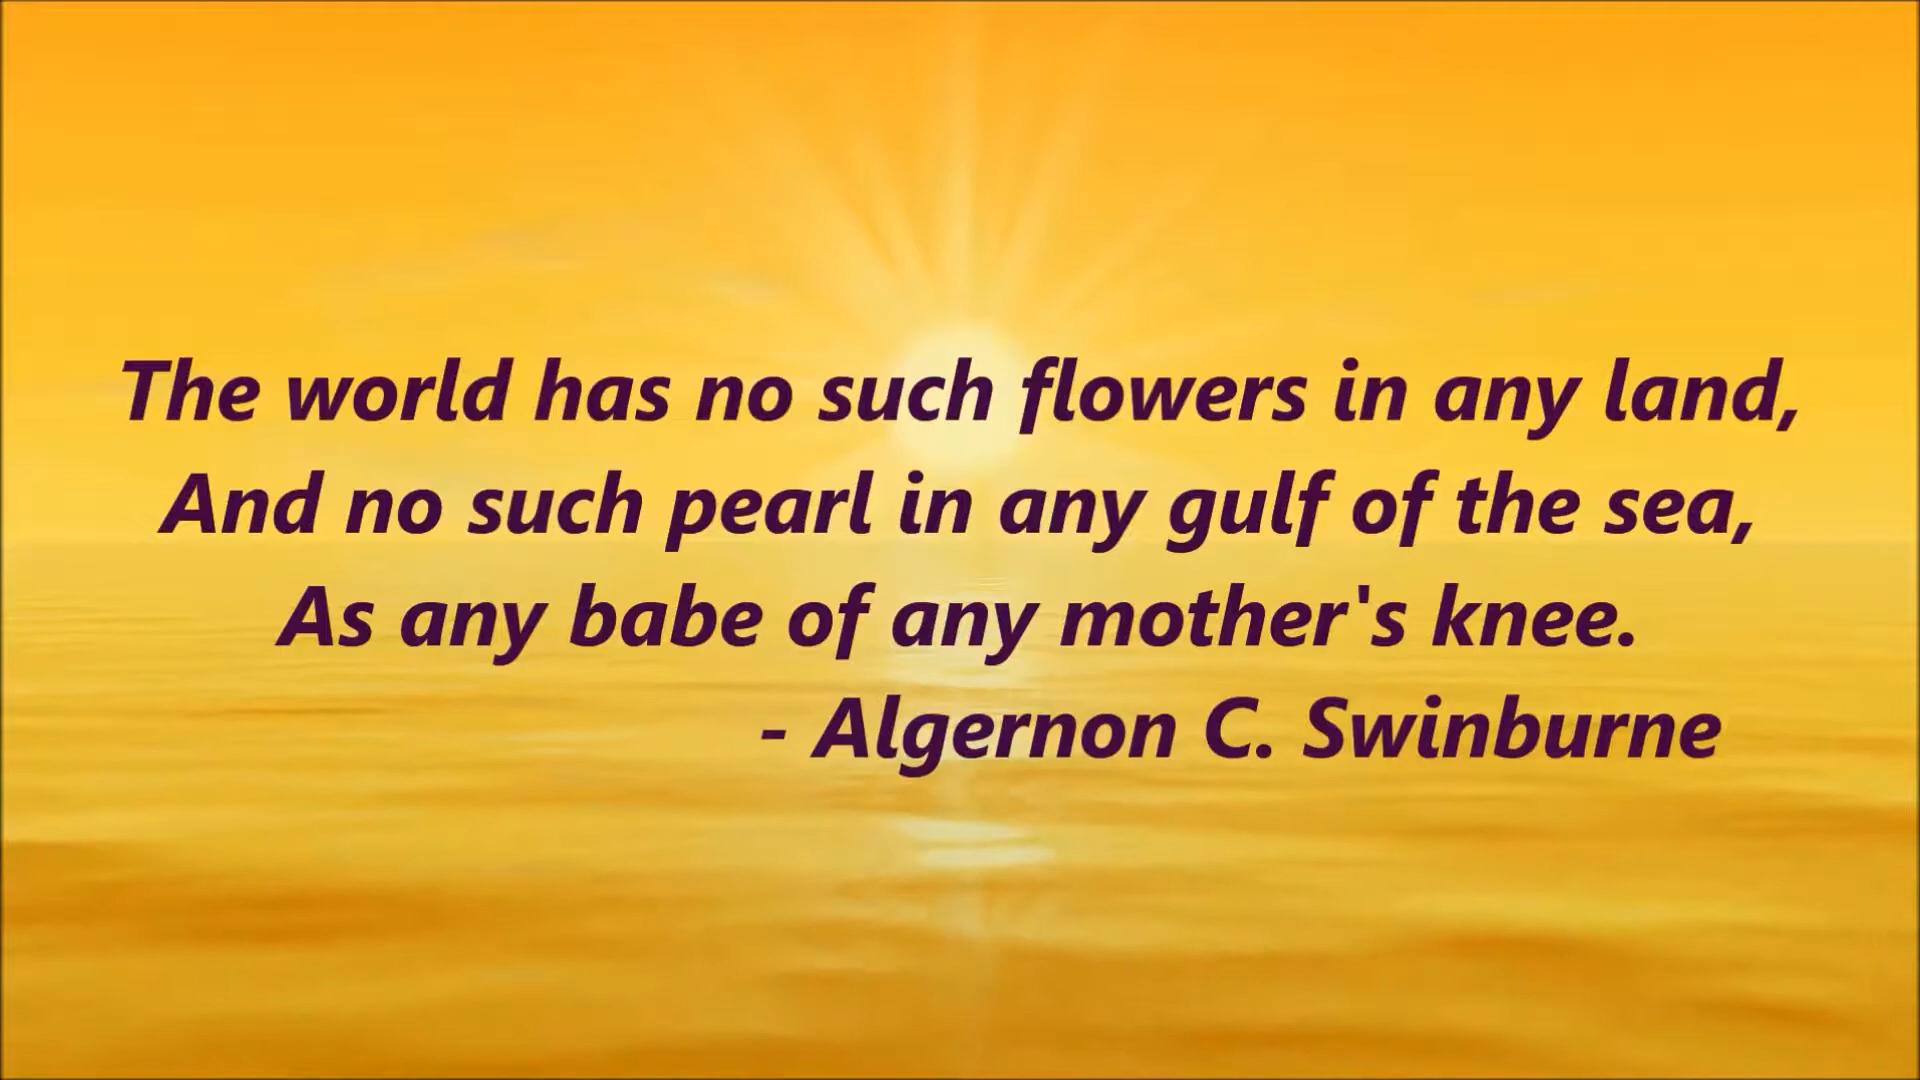 The world has no such flowers in any land,
And no such pearl in any gulf of the sea,
As any babe of any mother's knee.
- Algernon C. Swinburne